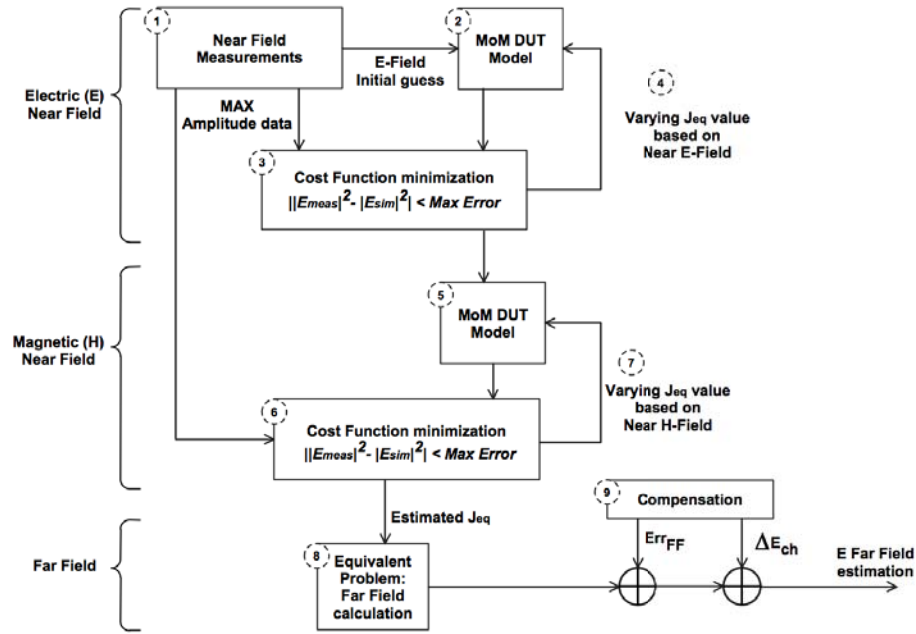 1
Near Field
Measurements
E-Field
Initial guess
2
MoM DUT
Model
Electric (E)
Near Field
MAX
Amplitude data
4
Varying Jeq value
based on
Near E-Field
3
Cost Function minimization
||Emeas|²- |Esim|²| < Max Error
5
MoM DUT
Model
Magnetic (H)
Near Field
7
Varying Jeq value
based on
Near H-Field
6
Cost Function minimization
||Emeas|²- |Esim|²| < Max Error
9
Compensation
Estimated Jeq
ErrFF
ΔEch
Far Field
8
Equivalent
Problem:
Far Field
calculation
E Far Field
estimation